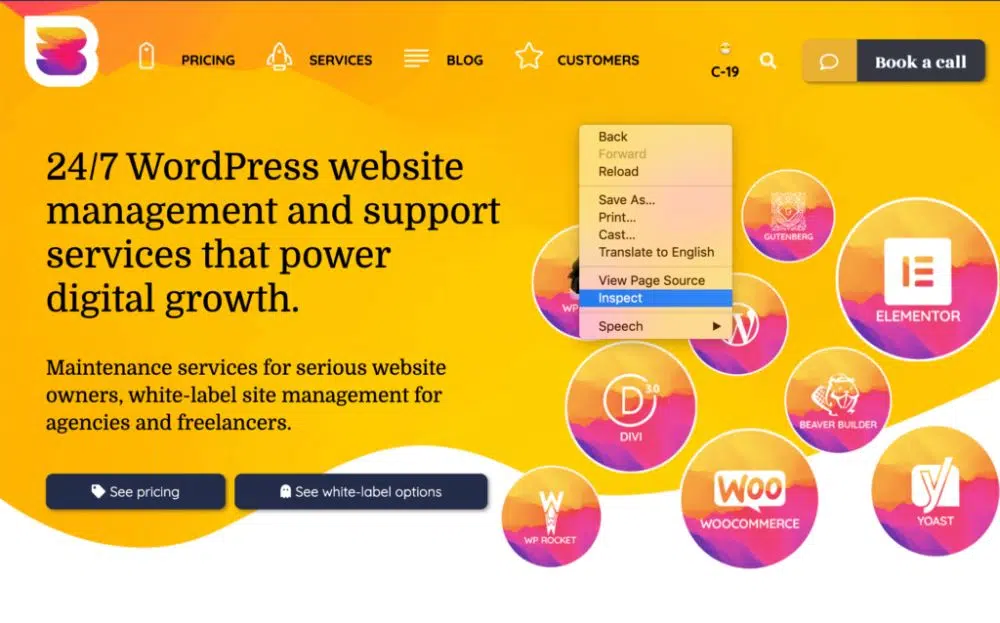 PRICING
SERVICES
BLOG
CUSTOMERS
C-19
Book a call
24/7 WordPress website
management and support
services that power
digital growth.
Maintenance services for serious website
owners, white-label site management for
agencies and freelancers.
See pricing
See white-label options
Back
Forward
Reload
Save As...
Print...
Cast...
Translate to English
View Page Source
Inspect
Speech
GUTENBERG
ELEMENTOR
WP
W
D 3.0
DIVI
BEAVER BUILDER
WP ROCKET
WOO
WOOCOMMERCE
y
YOAST